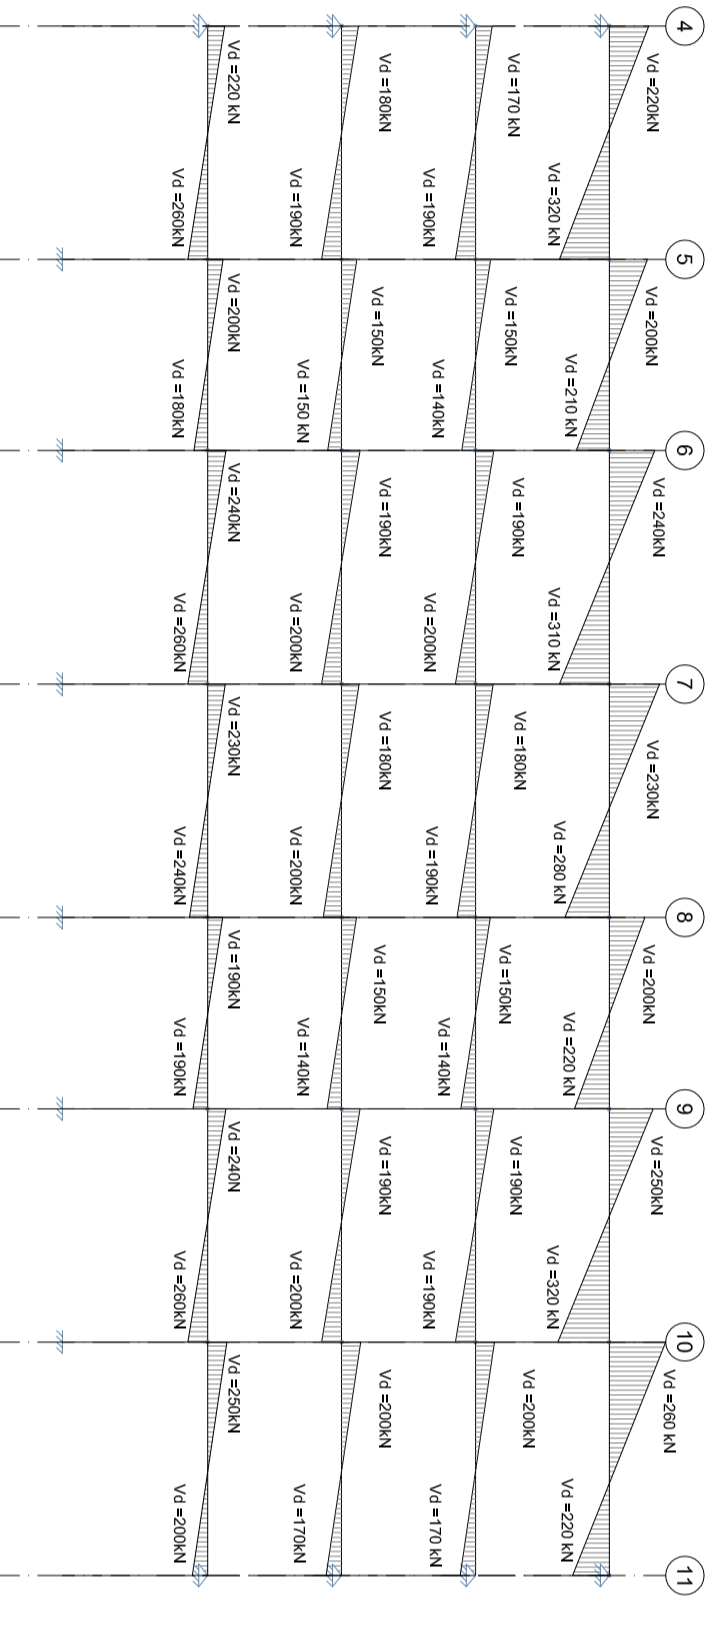 4 5 6 7 8 9 10 11
Vd =220kN Vd =200kN Vd =240kN Vd =230kN Vd =200kN Vd =250kN Vd =260 kN
Vd =320 kN Vd =210 kN Vd =310 kN Vd =280 kN Vd =220 kN Vd =320 kN Vd =220 kN
Vd =170 kN Vd =150kN Vd =190kN Vd =180kN Vd =150kN Vd =190kN Vd =200kN
Vd =190kN Vd =140kN Vd =200kN Vd =190kN Vd =140kN Vd =190kN Vd =170 kN
Vd =180kN Vd =150kN Vd =190kN Vd =180kN Vd =150kN Vd =190kN Vd =200kN
Vd =190kN Vd =150 kN Vd =200kN Vd =200kN Vd =140kN Vd =200kN Vd =170kN
Vd =220 kN Vd =200kN Vd =240kN Vd =230kN Vd =190kN Vd =240N Vd =250kN
Vd =260kN Vd =180kN Vd =260kN Vd =240kN Vd =190kN Vd =260kN Vd =200kN